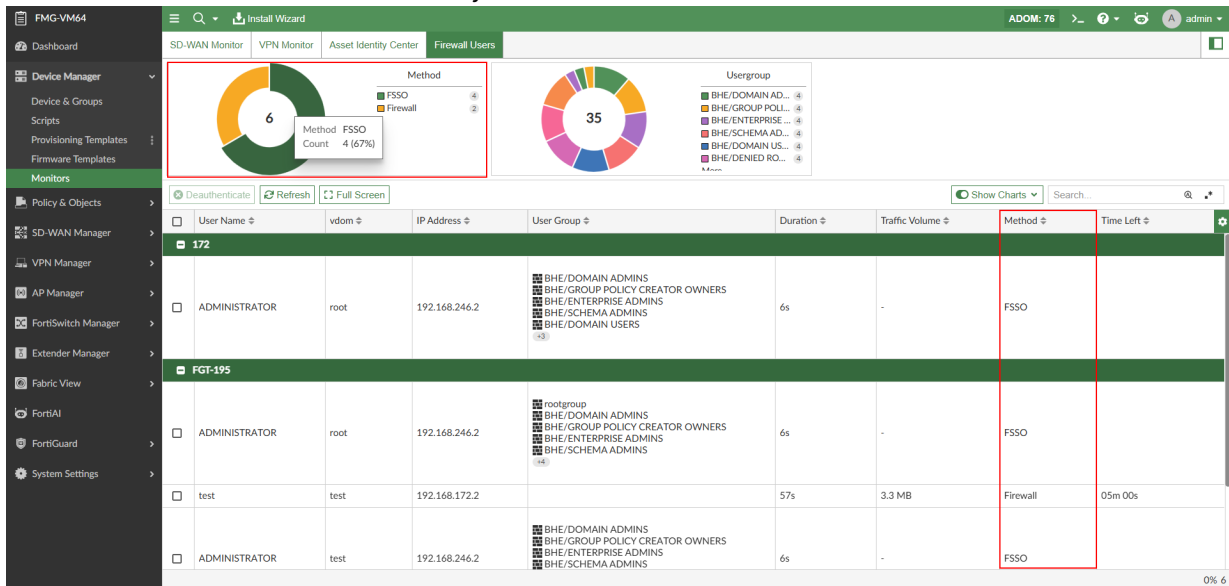 FMG-VM64
Install Wizard
ADOM: 76
A admin
Dashboard
SD-WAN Monitor
VPN Monitor
Asset Identity Center
Firewall Users
Device Manager
Device & Groups
Scripts
Provisioning Templates
Firmware Templates
Monitors
Policy & Objects
SD-WAN Manager
VPN Manager
AP Manager
FortiSwitch Manager
Extender Manager
Fabric View
FortiAI
FortiGuard
System Settings
6
Method
FSSO 4
Firewall 2
Method FSSO
Count 4 (67%)
35
Usergroup
BHE/DOMAIN AD... 4
BHE/GROUP POLI... 4
BHE/ENTERPRISE ... 4
BHE/SCHEMA AD... 4
BHE/DOMAIN US... 4
BHE/DENIED RO... 4
More
Deauthenticate
Refresh
Full Screen
Show Charts
Search...
User Name vdom IP Address User Group Duration Traffic Volume Method Time Left
172
ADMINISTRATOR root 192.168.246.2
BHE/DOMAIN ADMINS
BHE/GROUP POLICY CREATOR OWNERS
BHE/ENTERPRISE ADMINS
BHE/SCHEMA ADMINS
BHE/DOMAIN USERS
+3
6s - FSSO
FGT-195
ADMINISTRATOR root 192.168.246.2
rootgroup
BHE/DOMAIN ADMINS
BHE/GROUP POLICY CREATOR OWNERS
BHE/ENTERPRISE ADMINS
BHE/SCHEMA ADMINS
+4
6s - FSSO
test test 192.168.172.2 57s 3.3 MB Firewall 05m 00s
ADMINISTRATOR test 192.168.246.2
BHE/DOMAIN ADMINS
BHE/GROUP POLICY CREATOR OWNERS
BHE/ENTERPRISE ADMINS
BHE/SCHEMA ADMINS
6s - FSSO
0% 6